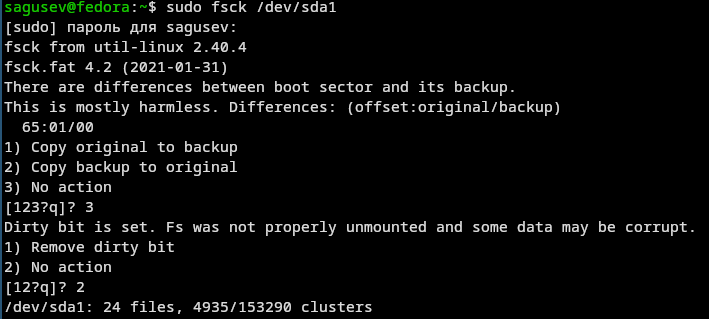 sagusev@fedora:~$ sudo fsck /dev/sda1
[sudo] пароль для sagusev:
fsck from util-linux 2.40.4
fsck.fat 4.2 (2021-01-31)
There are differences between boot sector and its backup.
This is mostly harmless. Differences: (offset:original/backup)
  65:01/00
1) Copy original to backup
2) Copy backup to original
3) No action
[123?q]? 3
Dirty bit is set. Fs was not properly unmounted and some data may be corrupt.
1) Remove dirty bit
2) No action
[12?q]? 2
/dev/sda1: 24 files, 4935/153290 clusters